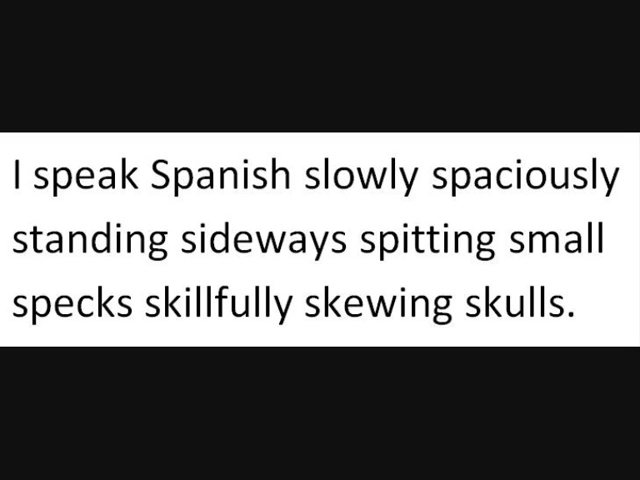 I speak Spanish slowly spaciously
standing sideways spitting small
specks skillfully skewing skulls.